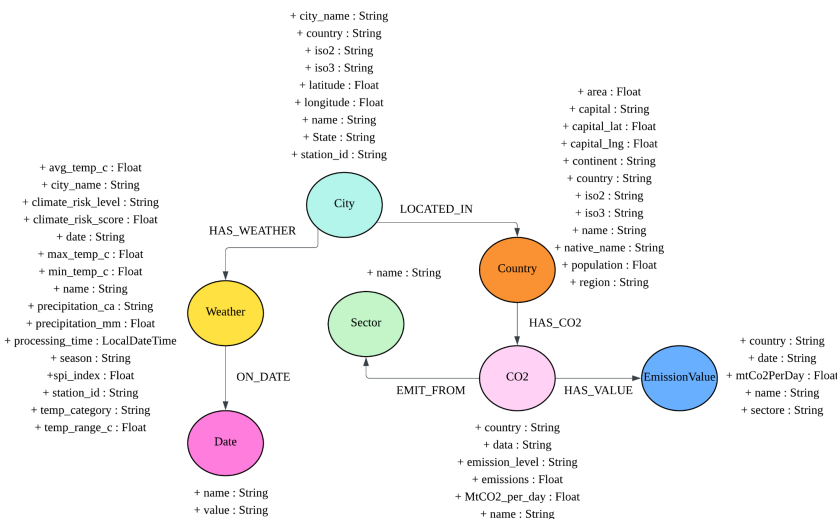 + city_name : String
+ country : String
+ iso2 : String
+ iso3 : String
+ latitude : Float
+ longitude : Float
+ name : String
+ State : String
+ station_id : String
City
LOCATED_IN
HAS_WEATHER
+ area : Float
+ capital : String
+ capital_lat : Float
+ capital_lng : Float
+ continent : String
+ country : String
+ iso2 : String
+ iso3 : String
+ name : String
+ native_name : String
+ population : Float
+ region : String
Country
+ avg_temp_c : Float
+ city_name : String
+ climate_risk_level : String
+ climate_risk_score : Float
+ date : String
+ max_temp_c : Float
+ min_temp_c : Float
+ name : String
+ precipitation_ca : String
+ precipitation_mm : Float
+ processing_time : LocalDateTime
+ season : String
+spi_index : Float
+ station_id : String
+ temp_category : String
+ temp_range_c : Float
Weather
ON_DATE
Date
+ name : String
+ value : String
+ name : String
Sector
HAS_CO2
EMIT_FROM
CO2
HAS_VALUE
EmissionValue
+ country : String
+ date : String
+ mtCo2PerDay : Float
+ name : String
+ sectore : String
+ country : String
+ data : String
+ emission_level : String
+ emissions : Float
+ MtCO2_per_day : Float
+ name : String